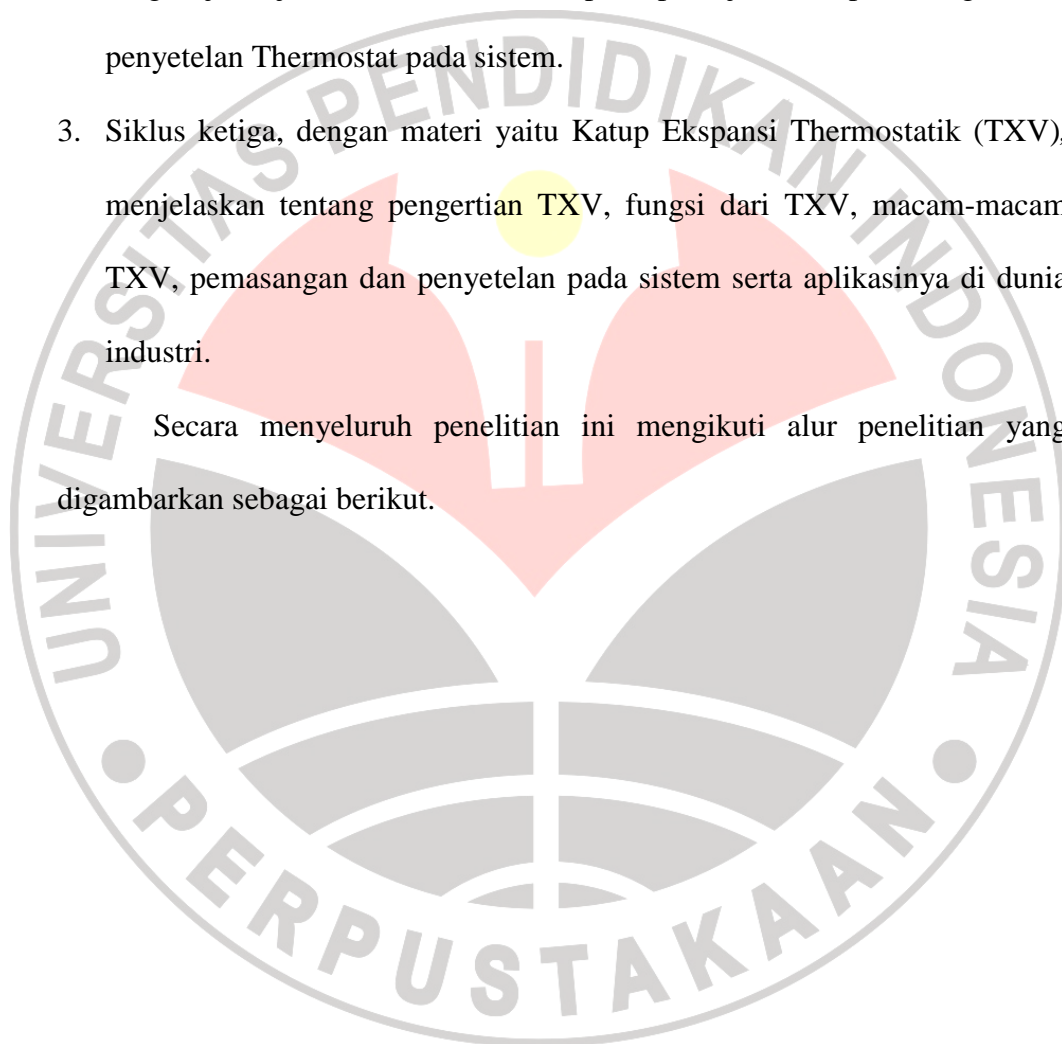 penyetelan Thermostat pada sistem.
3. Siklus ketiga, dengan materi yaitu Katup Ekspansi Thermostatik (TXV),
menjelaskan tentang pengertian TXV, fungsi dari TXV, macam-macam
TXV, pemasangan dan penyetelan pada sistem serta aplikasinya di dunia
industri.
Secara menyeluruh penelitian ini mengikuti alur penelitian yang
digambarkan sebagai berikut.
UNIVERSITAS PENDIDIKAN INDONESIA
PERPUSTAKAAN